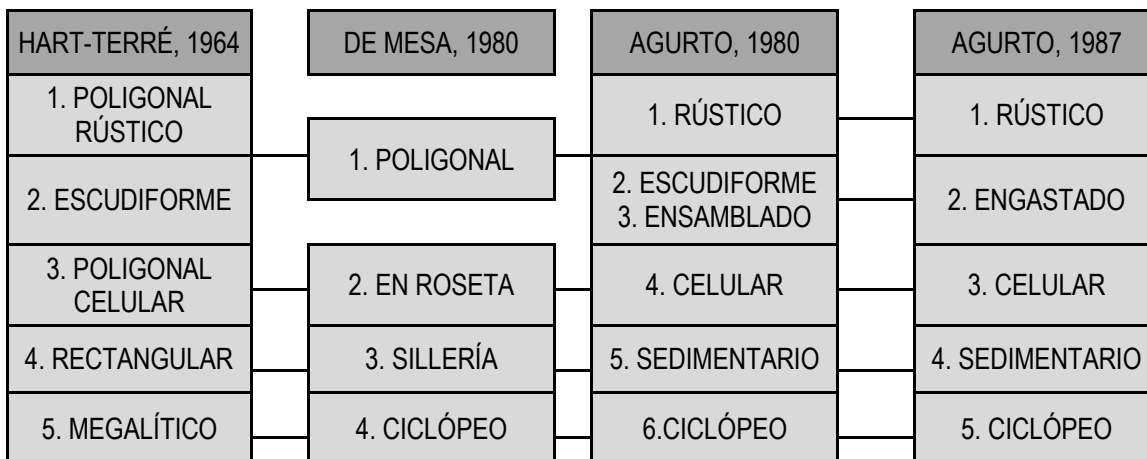 HART-TERRÉ, 1964
1. POLIGONAL
RÚSTICO
2. ESCUDIFORME
3. POLIGONAL
CELULAR
4. RECTANGULAR
5. MEGALÍTICO
DE MESA, 1980
1. POLIGONAL
2. EN ROSETA
3. SILLERÍA
4. CICLÓPEO
AGURTO, 1980
1. RÚSTICO
2. ESCUDIFORME
3. ENSAMBLADO
4. CELULAR
5. SEDIMENTARIO
6.CICLÓPEO
AGURTO, 1987
1. RÚSTICO
2. ENGASTADO
3. CELULAR
4. SEDIMENTARIO
5. CICLÓPEO